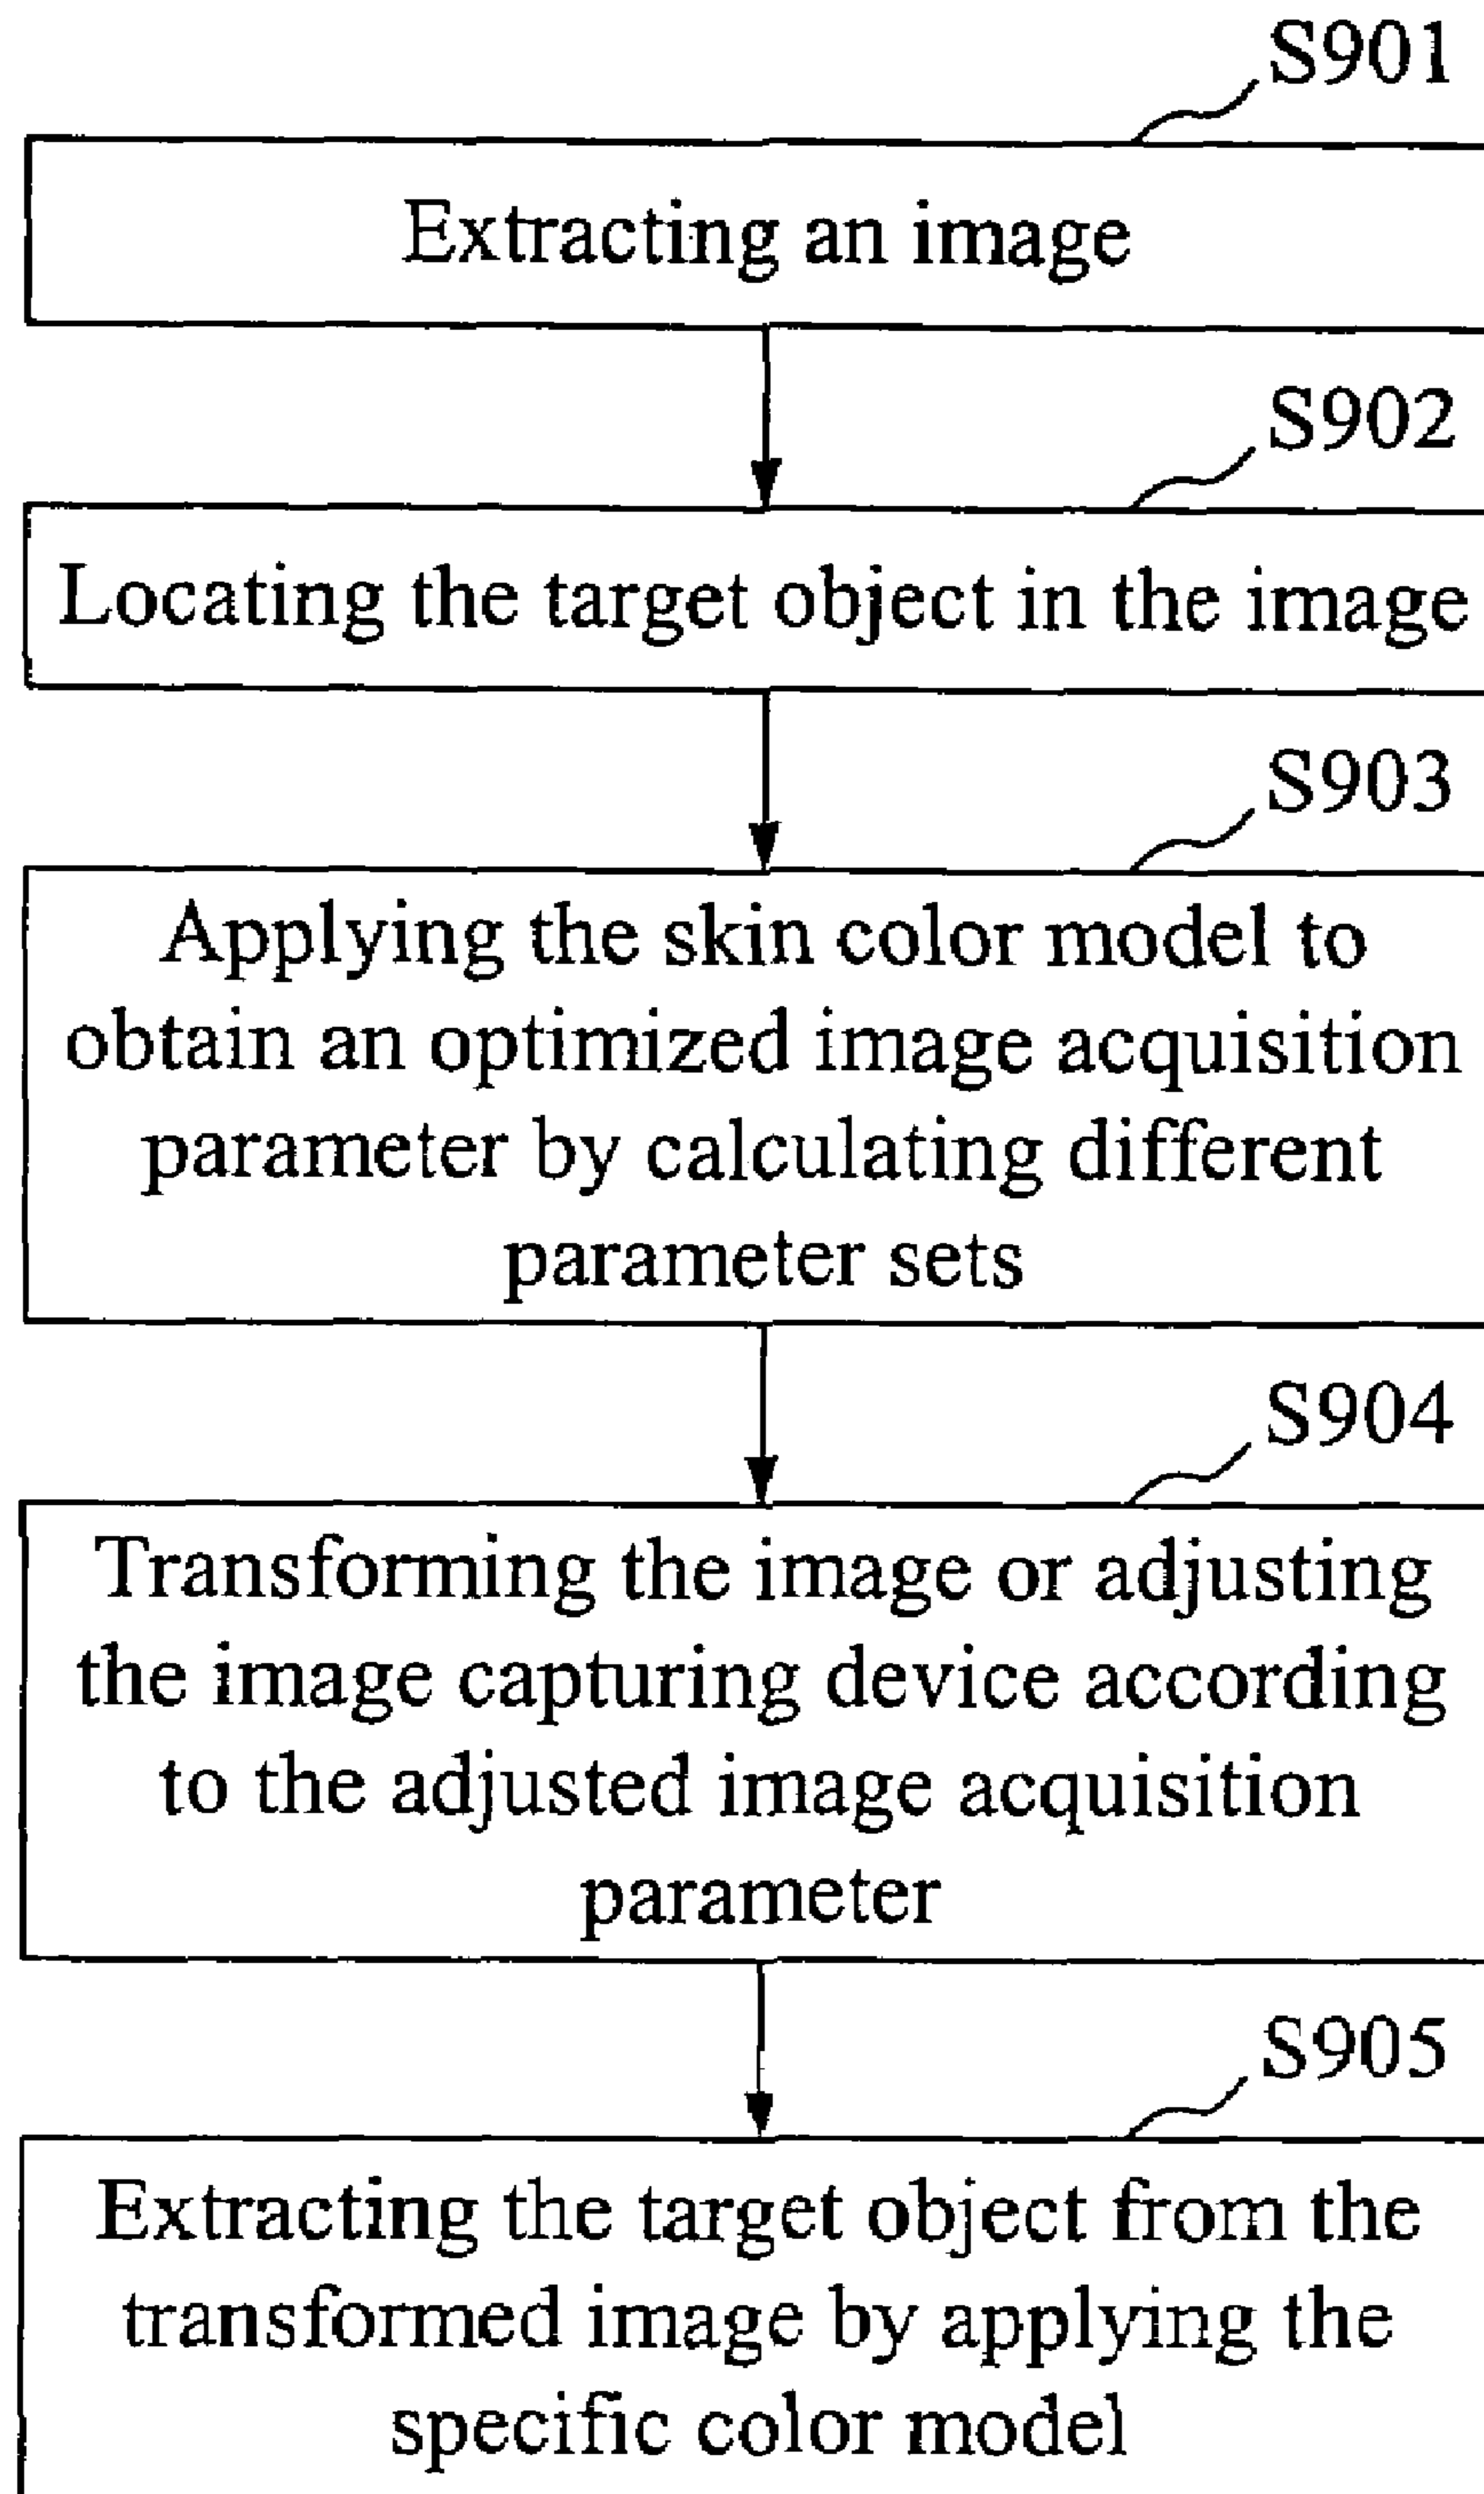 S901
Extracting an image
S902
Locating the target object in the image
S903
Applying the skin color model to
obtain an optimized image acquisition
parameter by calculating different
parameter sets
S904
Transforming the image or adjusting
the image capturing device according
to the adjusted image acquisition
parameter
S905
Extracting the target object from the
transformed image by applying the
specific color model